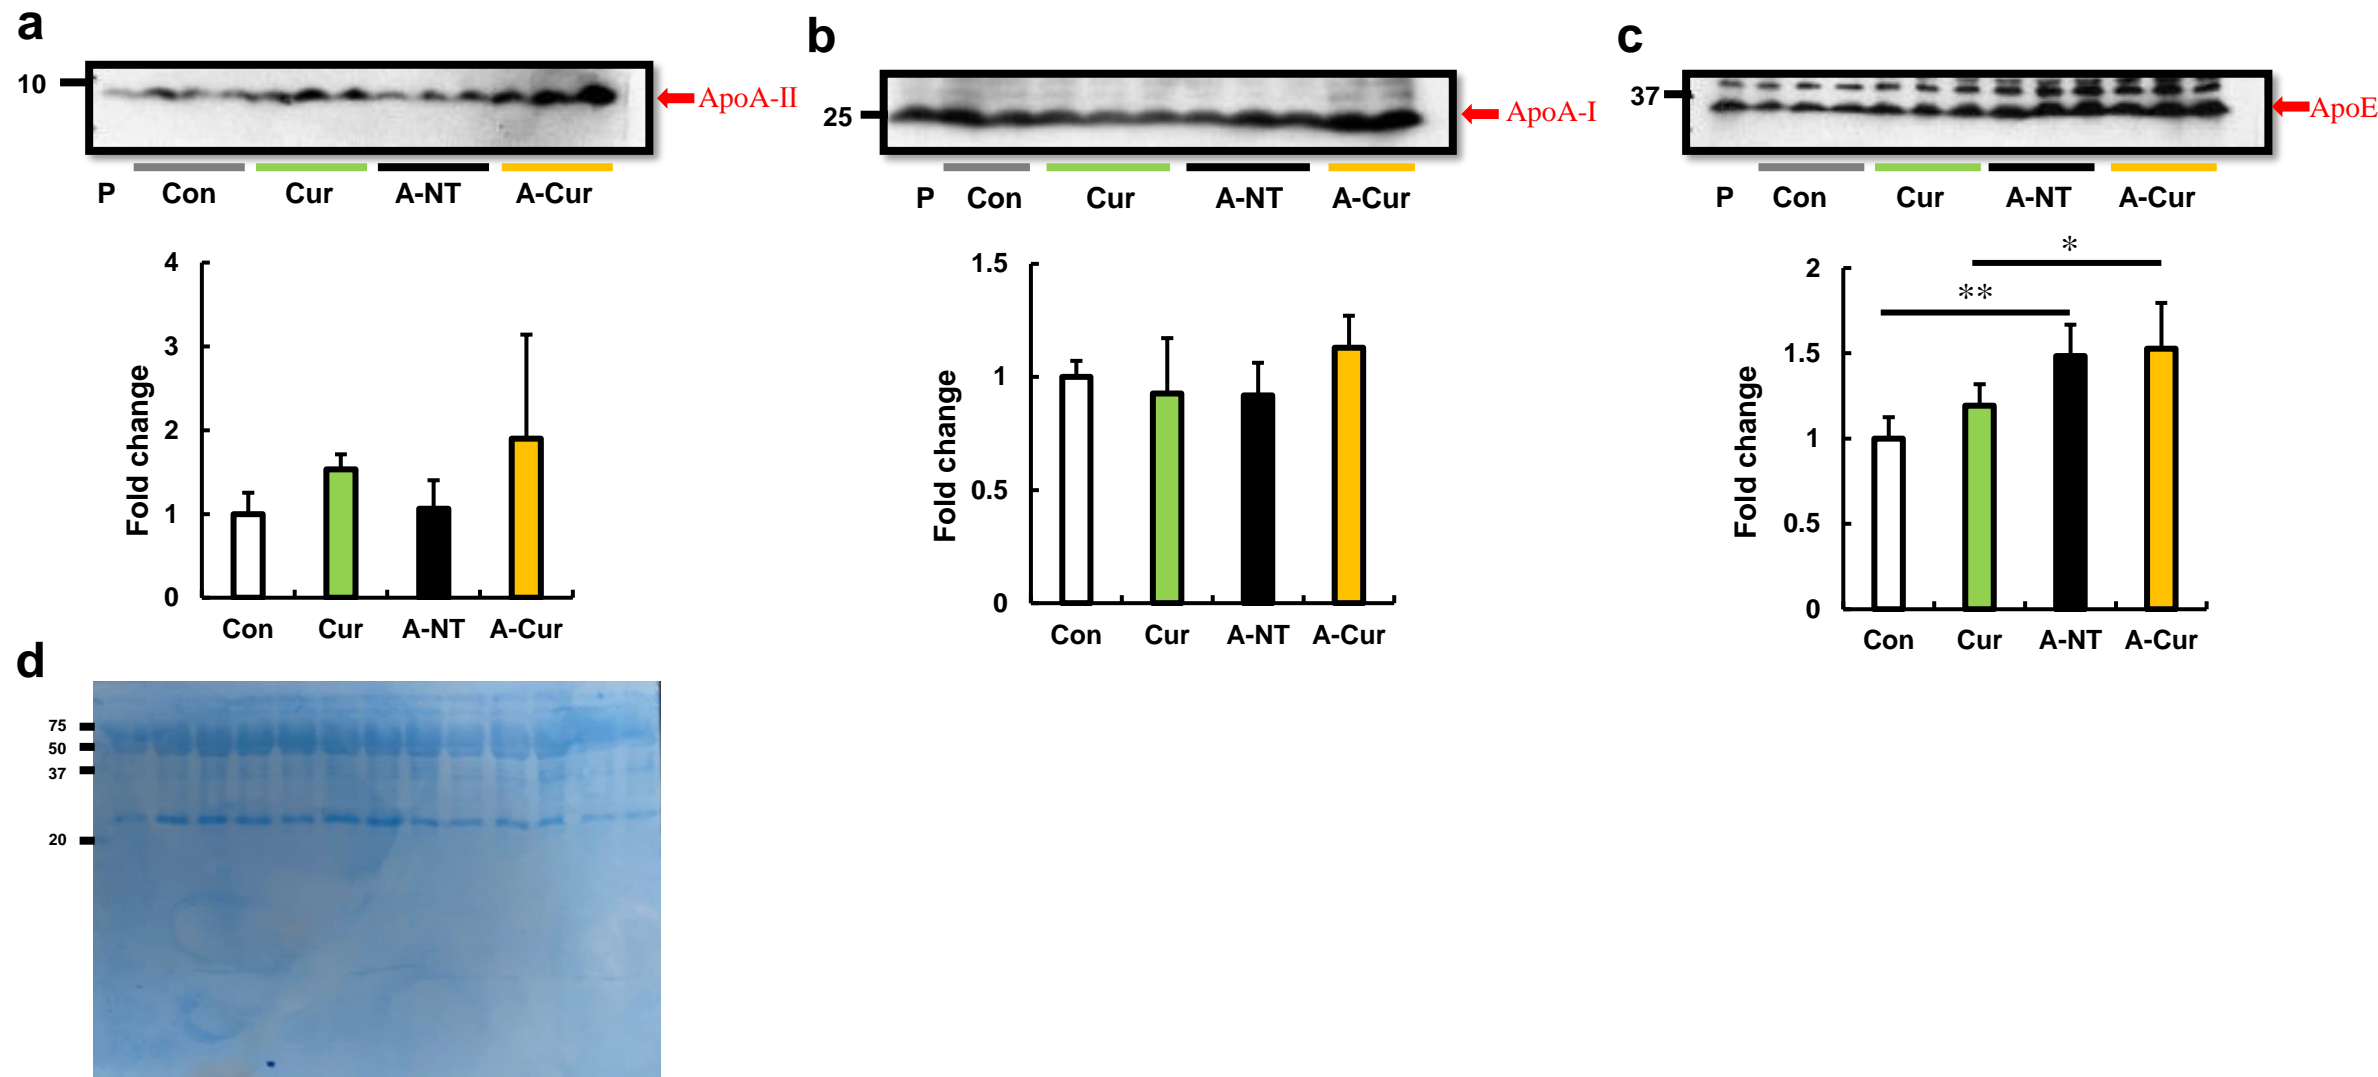 a
10
ApoA-II
P Con Cur A-NT A-Cur
4
3
2
1
0
Fold change
Con Cur A-NT A-Cur
b
25
ApoA-I
P Con Cur A-NT A-Cur
1.5
1
0.5
0
Fold change
Con Cur A-NT A-Cur
c
37
ApoE
P Con Cur A-NT A-Cur
*
**
2
1.5
1
0.5
0
Fold change
Con Cur A-NT A-Cur
d
75
50
37
20